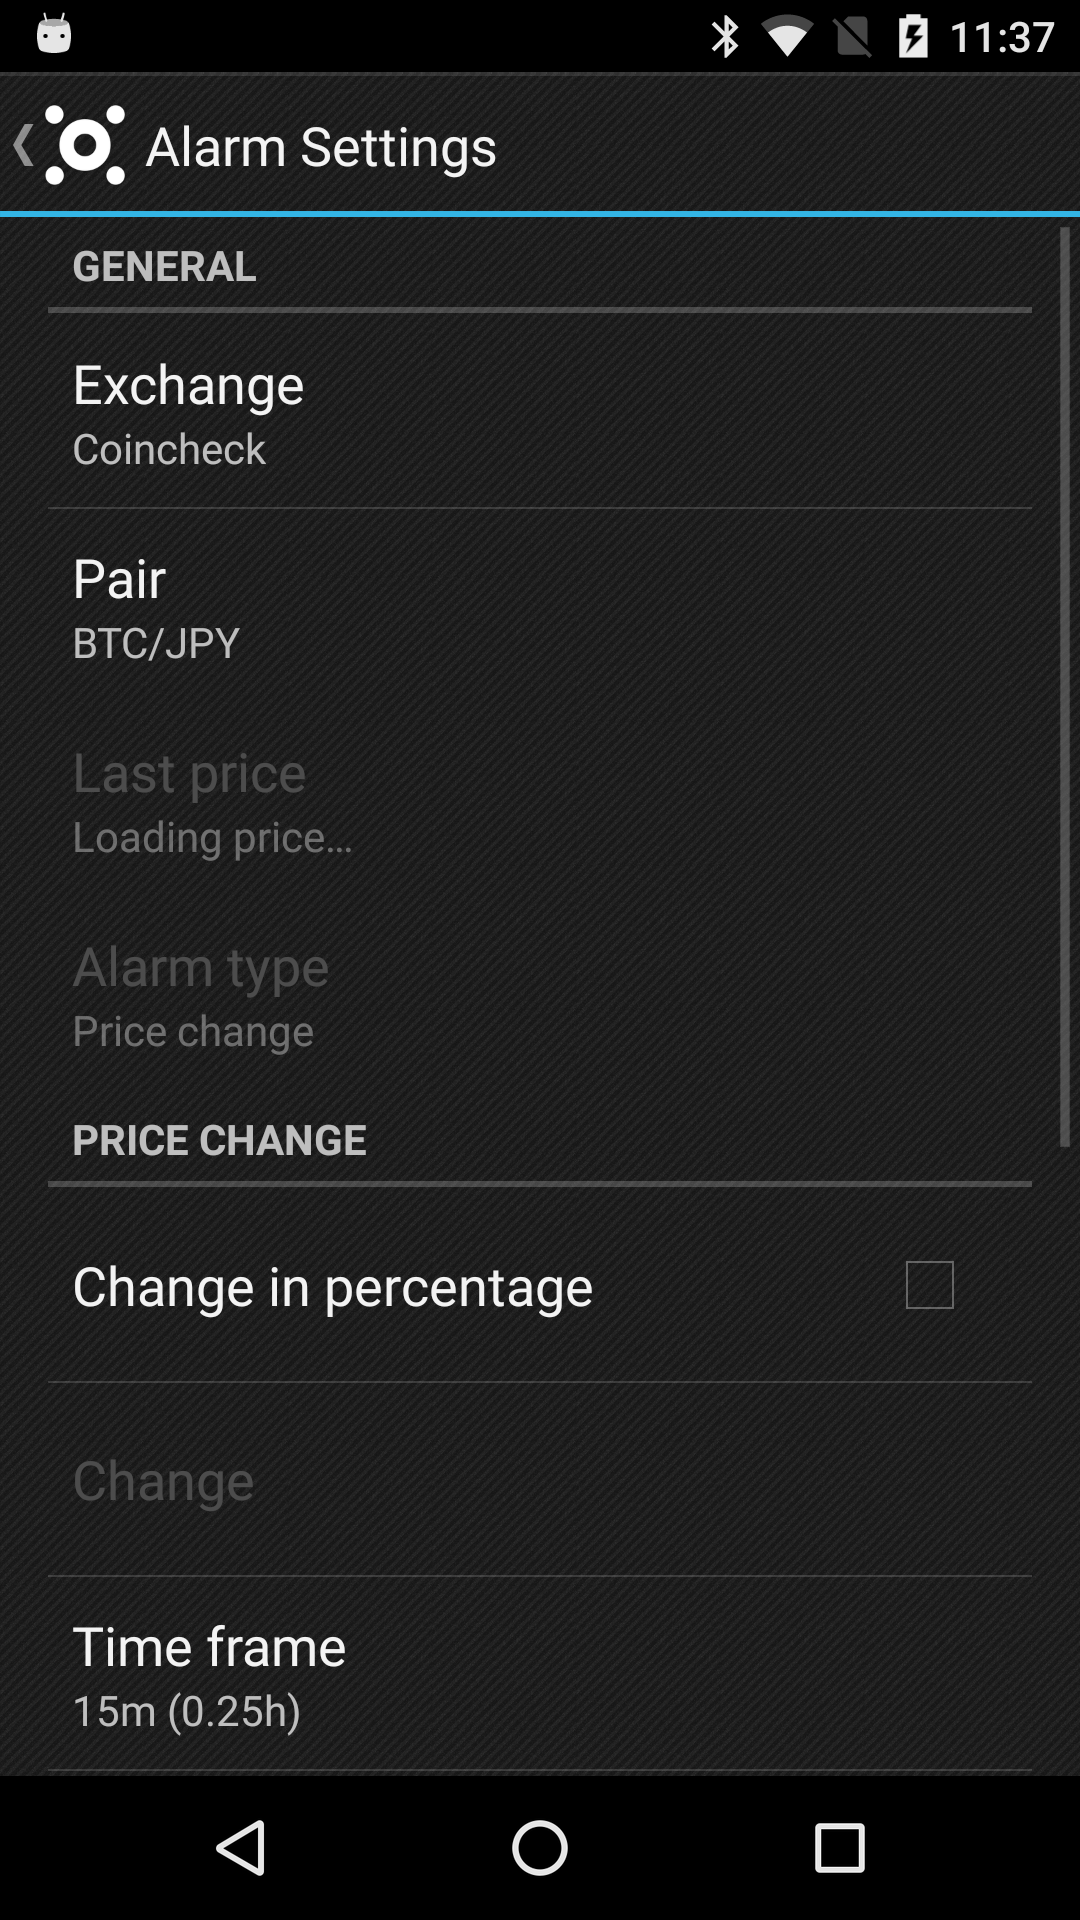 11:37
Alarm Settings
GENERAL
Exchange
Coincheck
Pair
BTC/JPY
Last price
Loading price...
Alarm type
Price change
PRICE CHANGE
Change in percentage
Change
Time frame
15m (0.25h)